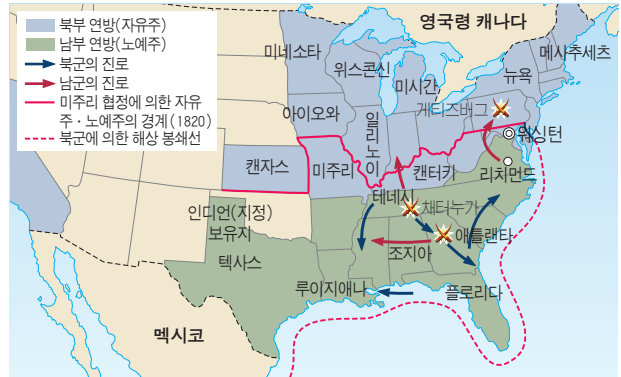 북부 연방(자유주)
남부 연방(노예주)
북군의 진로
남군의 진로
미주리 협정에 의한 자유
주·노예주의 경계(1820)
북군에 의한 해상 봉쇄선
영국령 캐나다
미네소타
위스콘신
미시간
뉴욕
메사추세츠
게티즈버그
아이오와
일리노이
워싱턴
캔자스
미주리
캔터키
리치먼드
테네시
채터누가
인디언(지정)
보유지
애틀랜타
조지아
텍사스
루이지애나
플로리다
멕시코